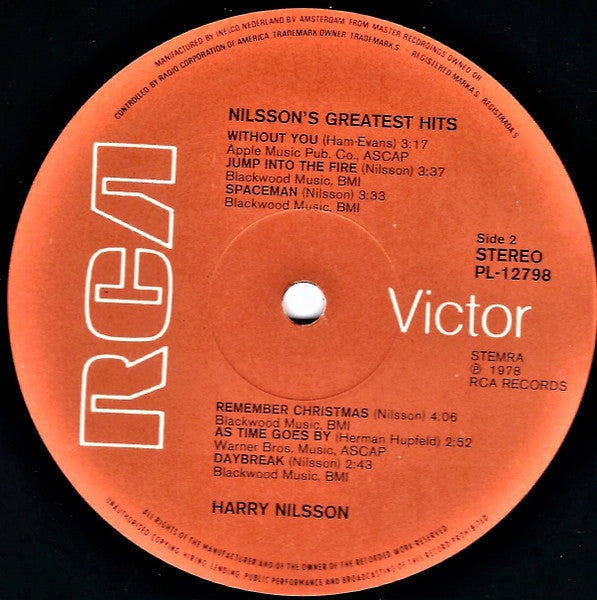 MANUFACTURED BY INELCO NEDERLAND BV AMSTERDAM FROM MASTER RECORDINGS OWNED OR
CONTROLLED BY RADIO CORPORATION OF AMERICA TRADEMARK OWNER TRADEMARKS REGISTERED MARKAS REGISTRADAS
NILSSON'S GREATEST HITS
WITHOUT YOU (Ham-Evans) 3:17
Apple Music Pub. Co., ASCAP
JUMP INTO THE FIRE (Nilsson) 3:37
Blackwood Music, BMI
SPACEMAN (Nilsson) 3:33
Blackwood Music, BMI
RCA
Side 2
STEREO
PL-12798
Victor
STEMRA
℗ 1978
RCA RECORDS
REMEMBER CHRISTMAS (Nilsson) 4:06
Blackwood Music, BMI
AS TIME GOES BY (Herman Hupfeld) 2:52
Warner Bros. Music, ASCAP
DAYBREAK (Nilsson) 2:43
Blackwood Music, BMI
HARRY NILSSON
ALL RIGHTS OF THE MANUFACTURER AND OF THE OWNER OF THE RECORDED WORK RESERVED
UNAUTHORISED COPYING, HIRING, LENDING, PUBLIC PERFORMANCE AND BROADCASTING OF THIS RECORD PROHIBITED